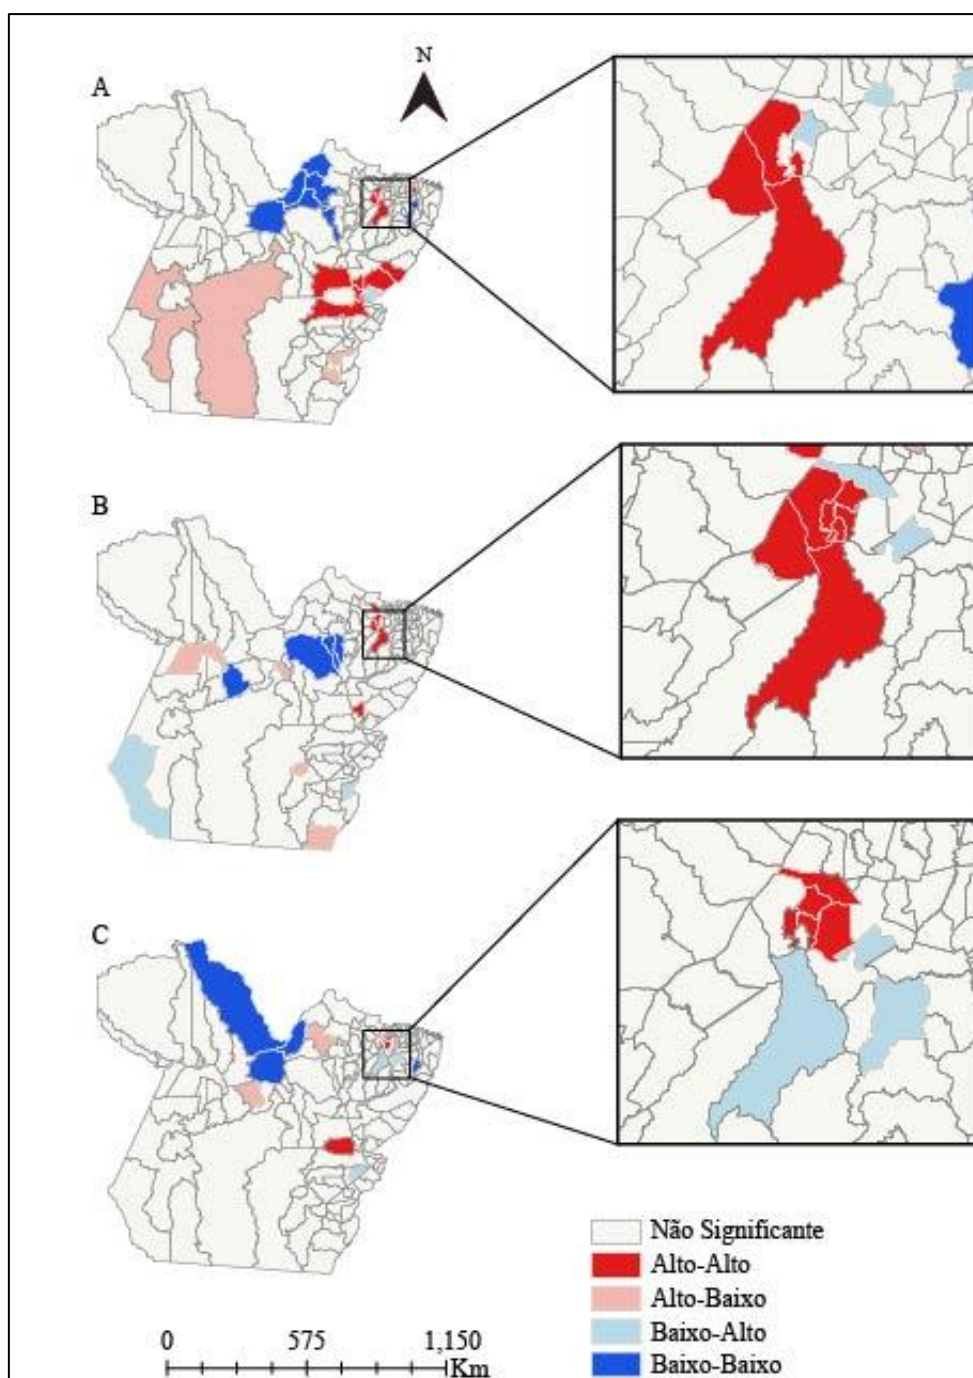 A
N
B
C
Não Significante
Alto-Alto
Alto-Baixo
Baixo-Alto
Baixo-Baixo
0 575 1,150
Km